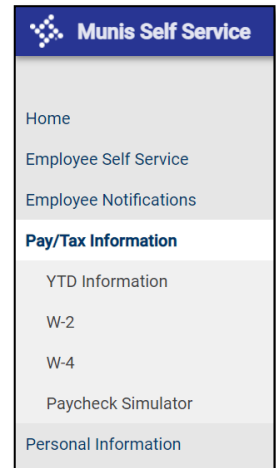 Munis Self Service
Home
Employee Self Service
Employee Notifications
Pay/Tax Information
YTD Information
W-2
W-4
Paycheck Simulator
Personal Information